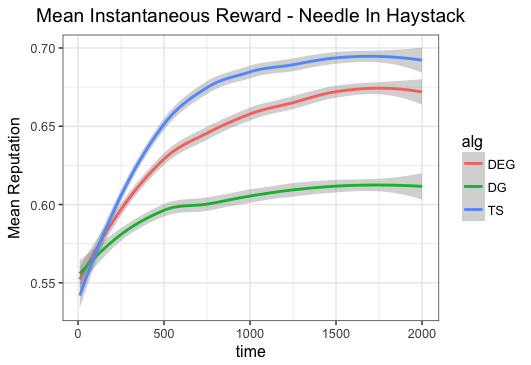 Mean Instantaneous Reward - Needle In Haystack
Mean Reputation
0.70
0.65
0.60
0.55
0
500
1000
1500
2000
time
alg
DEG
DG
TS